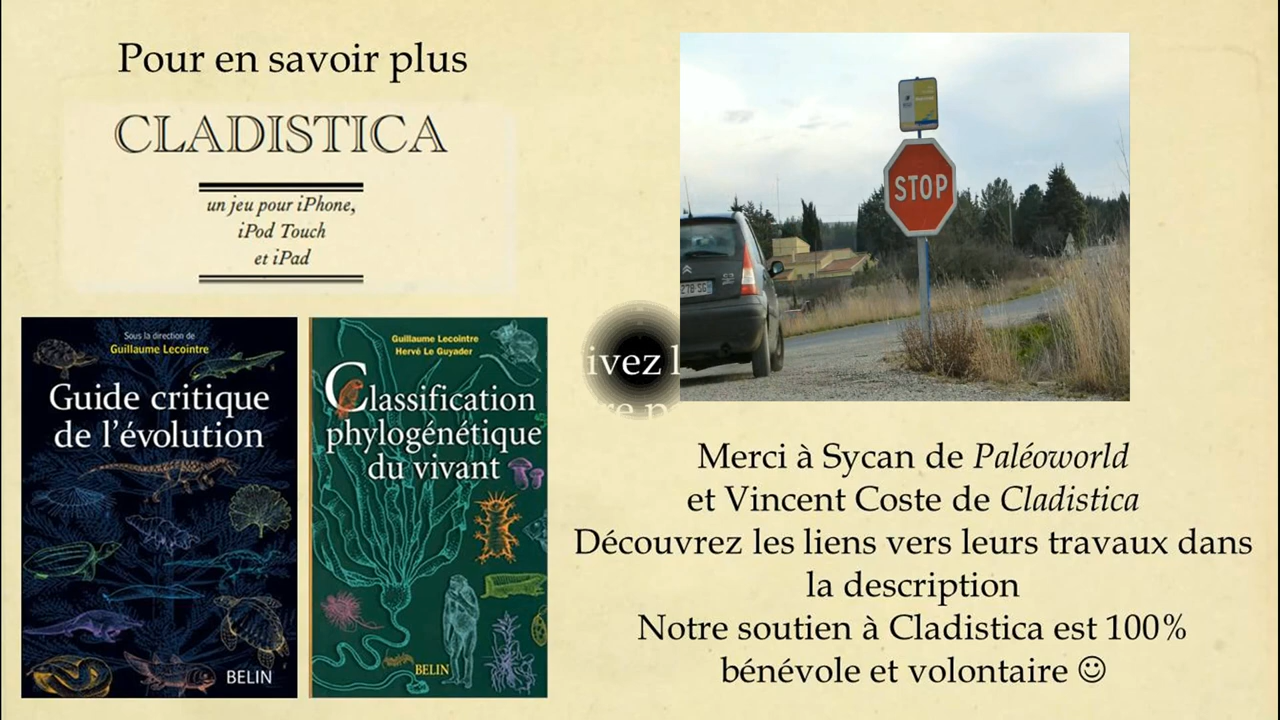 Pour en savoir plus
CLADISTICA
un jeu pour iPhone,
iPod Touch
et iPad
Sous la direction de
Guillaume Lecointre
Guide critique
de l'évolution
BELIN
Guillaume Lecointre
Hervé Le Guyader
Classification
phylogénétique
du vivant
BELIN
STOP
Merci à Sycan de Paléoworld
et Vincent Coste de Cladistica
Découvrez les liens vers leurs travaux dans
la description
Notre soutien à Cladistica est 100%
bénévole et volontaire ☺